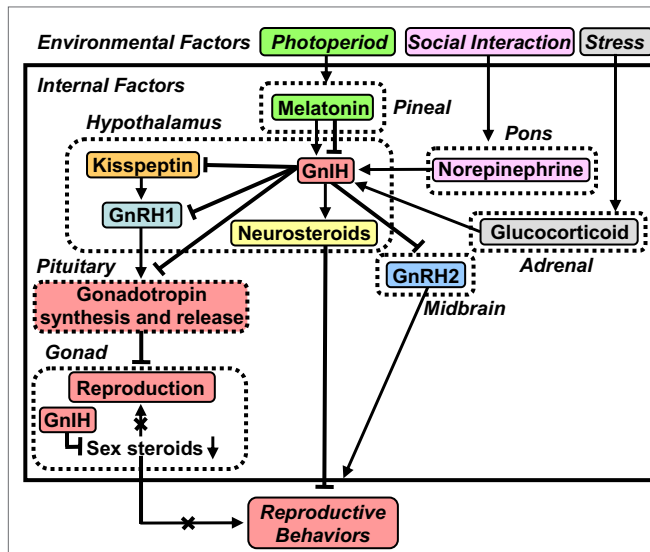 Environmental Factors Photoperiod Social Interaction Stress
Internal Factors
Melatonin Pineal
Hypothalamus
Pons
Kisspeptin GnIH Norepinephrine
GnRH1
Neurosteroids Glucocorticoid
Pituitary
Adrenal
GnRH2
Gonadotropin
synthesis and release
Midbrain
Gonad
Reproduction
GnIH
Sex steroids
Reproductive
Behaviors